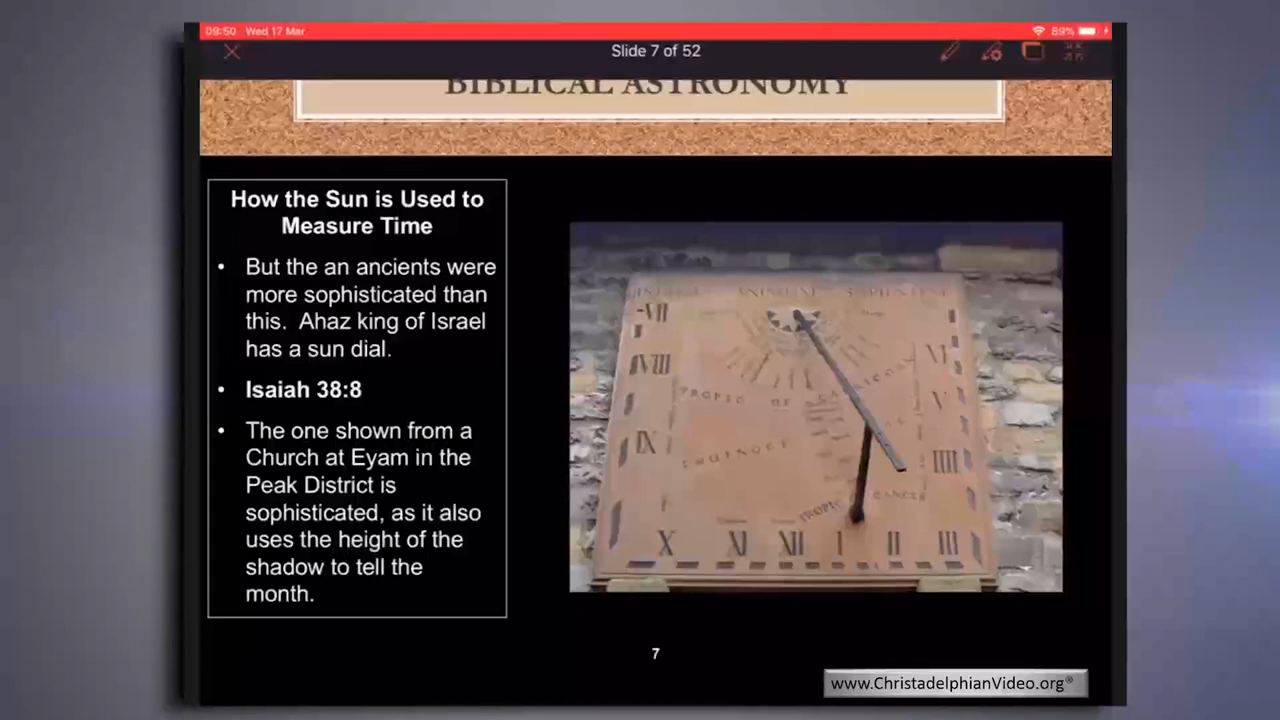 09:50 Wed 17 Mar
89%
Slide 7 of 52
BIBLICAL ASTRONOMY
How the Sun is Used to
Measure Time
• But the an ancients were
more sophisticated than
this. Ahaz king of Israel
has a sun dial.
• Isaiah 38:8
• The one shown from a
Church at Eyam in the
Peak District is
sophisticated, as it also
uses the height of the
shadow to tell the
month.
VII
VIII
IX
X XI XII I II III
IIII
V
VI
TROPIC OF
TROPIC CANCER
7
www.ChristadelphianVideo.org®